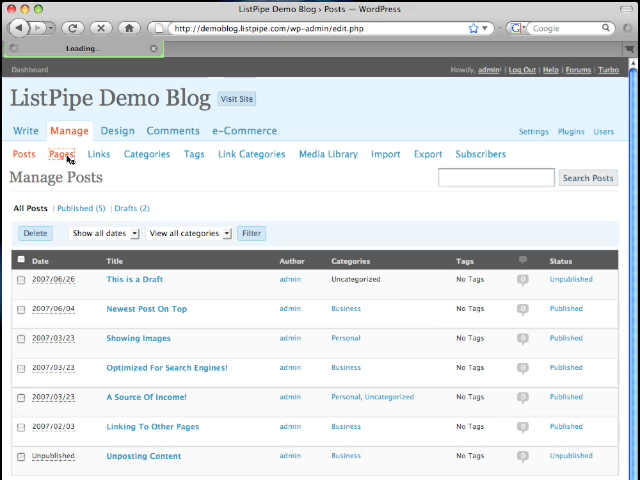 ListPipe Demo Blog › Posts — WordPress
http://demoblog.listpipe.com/wp-admin/edit.php
Google
Loading...
Dashboard
Howdy, admin! | Log Out | Help | Forums | Turbo
ListPipe Demo Blog Visit Site
Write Manage Design Comments e-Commerce Settings Plugins Users
Posts Pages Links Categories Tags Link Categories Media Library Import Export Subscribers
Manage Posts Search Posts
All Posts | Published (5) | Drafts (2)
Delete Show all dates View all categories Filter
Date Title Author Categories Tags Status
2007/06/26 This is a Draft admin Uncategorized No Tags 0 Unpublished
2007/06/04 Newest Post On Top admin Business No Tags 0 Published
2007/03/23 Showing Images admin Personal No Tags 0 Published
2007/03/23 Optimized For Search Engines! admin Business No Tags 0 Published
2007/03/23 A Source Of Income! admin Personal, Uncategorized No Tags 0 Published
2007/02/03 Linking To Other Pages admin Business No Tags 0 Published
Unpublished Unposting Content admin Business No Tags 0 Unpublished